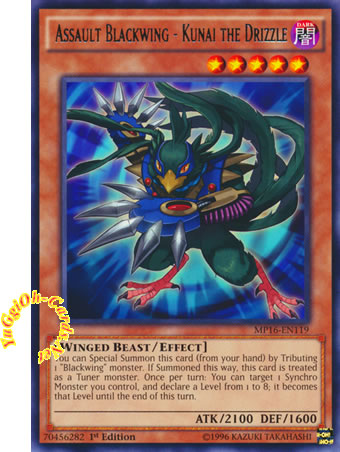 Assault Blackwing - Kunai the Drizzle
DARK
闇
MP16-EN119
[Winged Beast/Effect]
You can Special Summon this card (from your hand) by Tributing
1 "Blackwing" monster. If Summoned this way, this card is treated
as a Tuner monster. Once per turn: You can target 1 Synchro
Monster you control, and declare a Level from 1 to 8; it becomes
that Level until the end of this turn.
ATK/2100 DEF/1600
70456282 1st Edition ©1996 KAZUKI TAKAHASHI